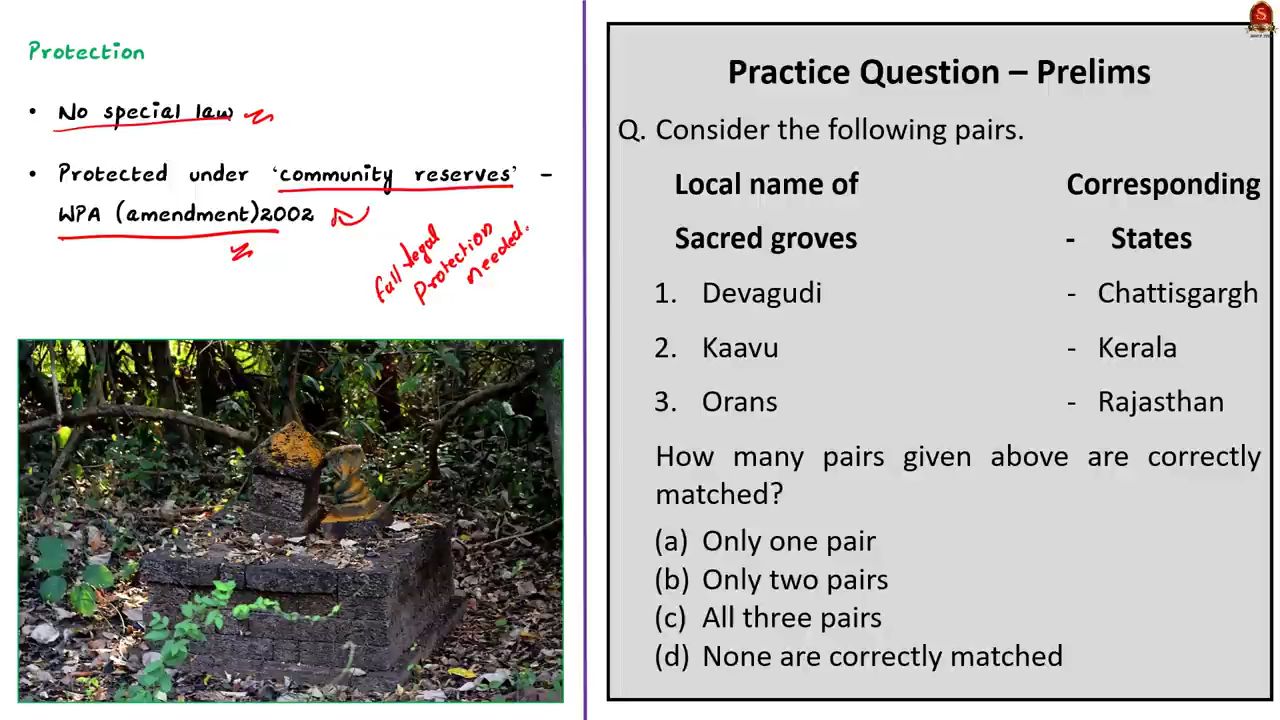 Protection
• No special law
• Protected under ‘community reserves’ –
WPA (amendment)2002
full legal
protection
needed.
Practice Question – Prelims
Q. Consider the following pairs.
Local name of Corresponding
Sacred groves - States
1. Devagudi - Chattisgargh
2. Kaavu - Kerala
3. Orans - Rajasthan
How many pairs given above are correctly
matched?
(a) Only one pair
(b) Only two pairs
(c) All three pairs
(d) None are correctly matched